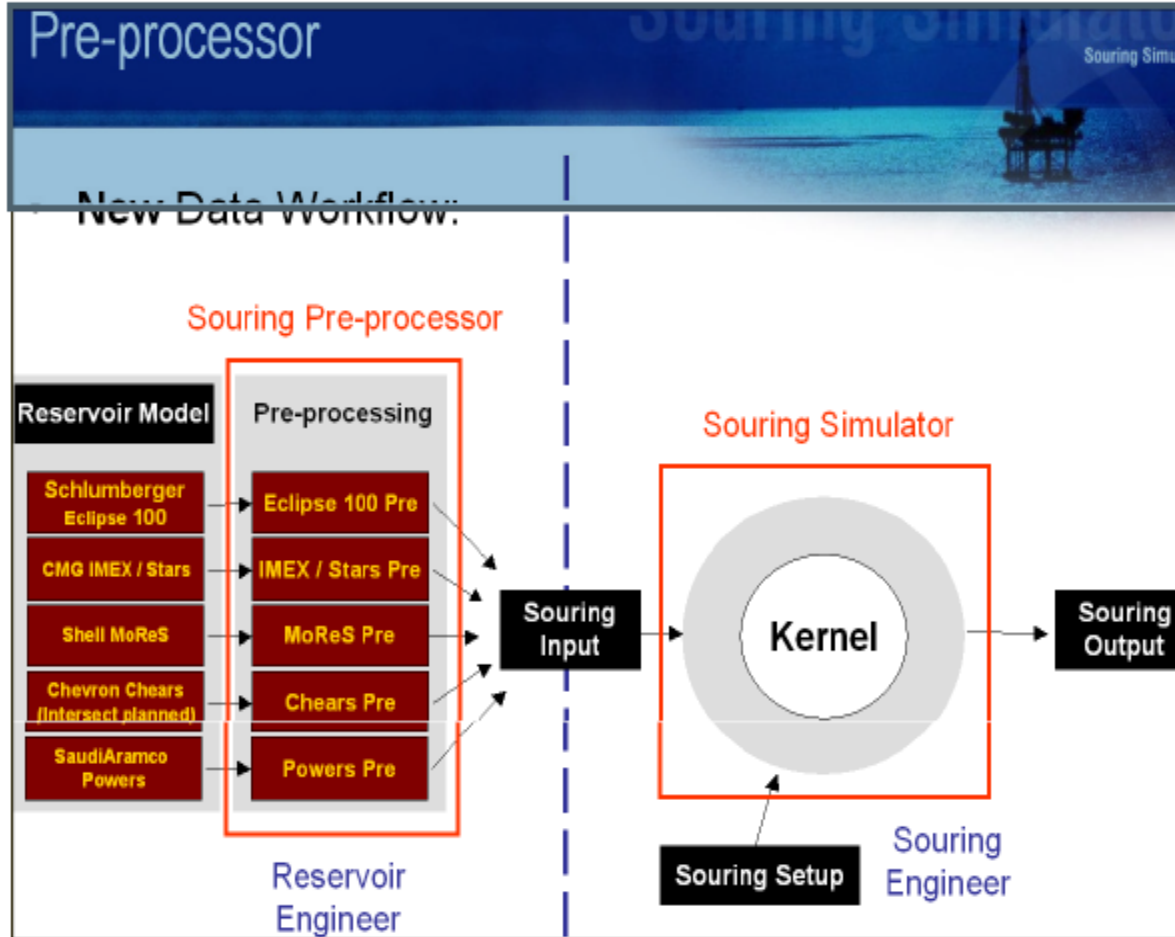 Pre-processor
Souring Simulato
Souring Simu
• New Data Workflow:
Souring Pre-processor
Reservoir Model
Pre-processing
Schlumberger
Eclipse 100
Eclipse 100 Pre
CMG IMEX / Stars
IMEX / Stars Pre
Shell MoReS
MoReS Pre
Chevron Chears
(Intersect planned)
Chears Pre
SaudiAramco
Powers
Powers Pre
Reservoir
Engineer
Souring
Input
Souring Simulator
Kernel
Souring
Output
Souring Setup
Souring
Engineer